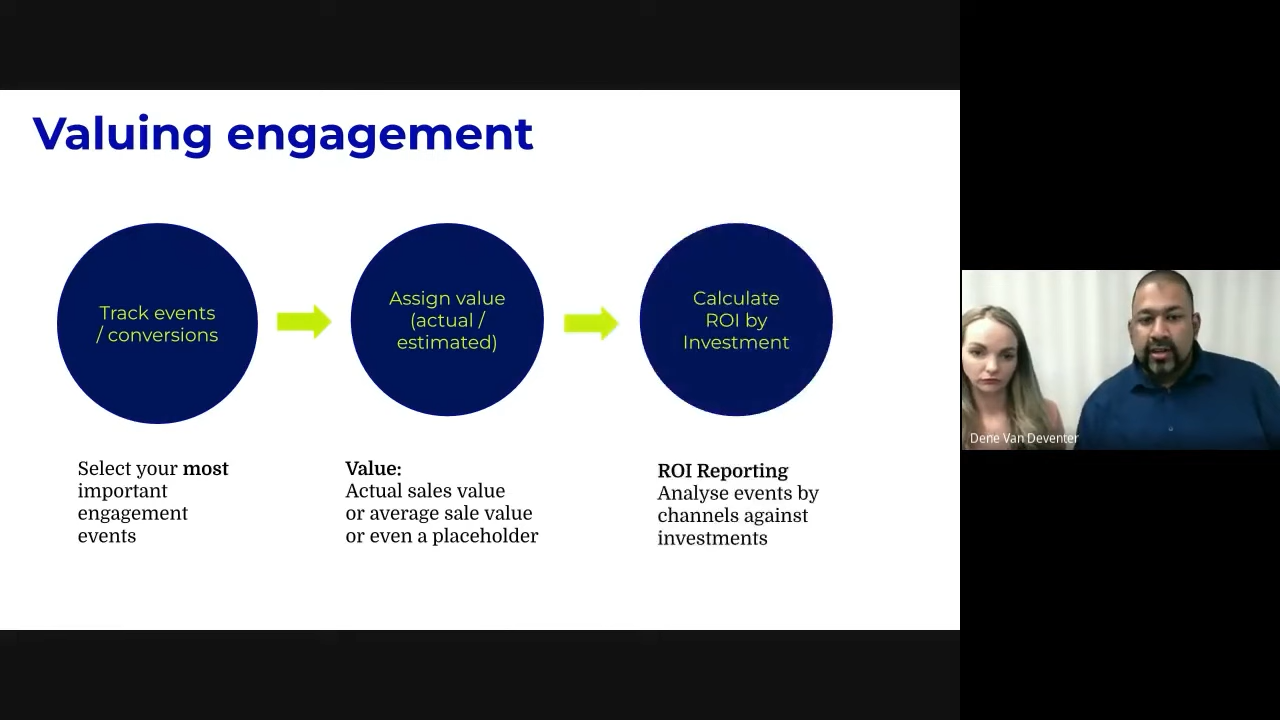 Valuing engagement
Track events
/ conversions
Assign value
(actual /
estimated)
Calculate
ROI by
Investment
Select your most
important
engagement
events
Value:
Actual sales value
or average sale value
or even a placeholder
ROI Reporting
Analyse events by
channels against
investments
Dene Van Deventer